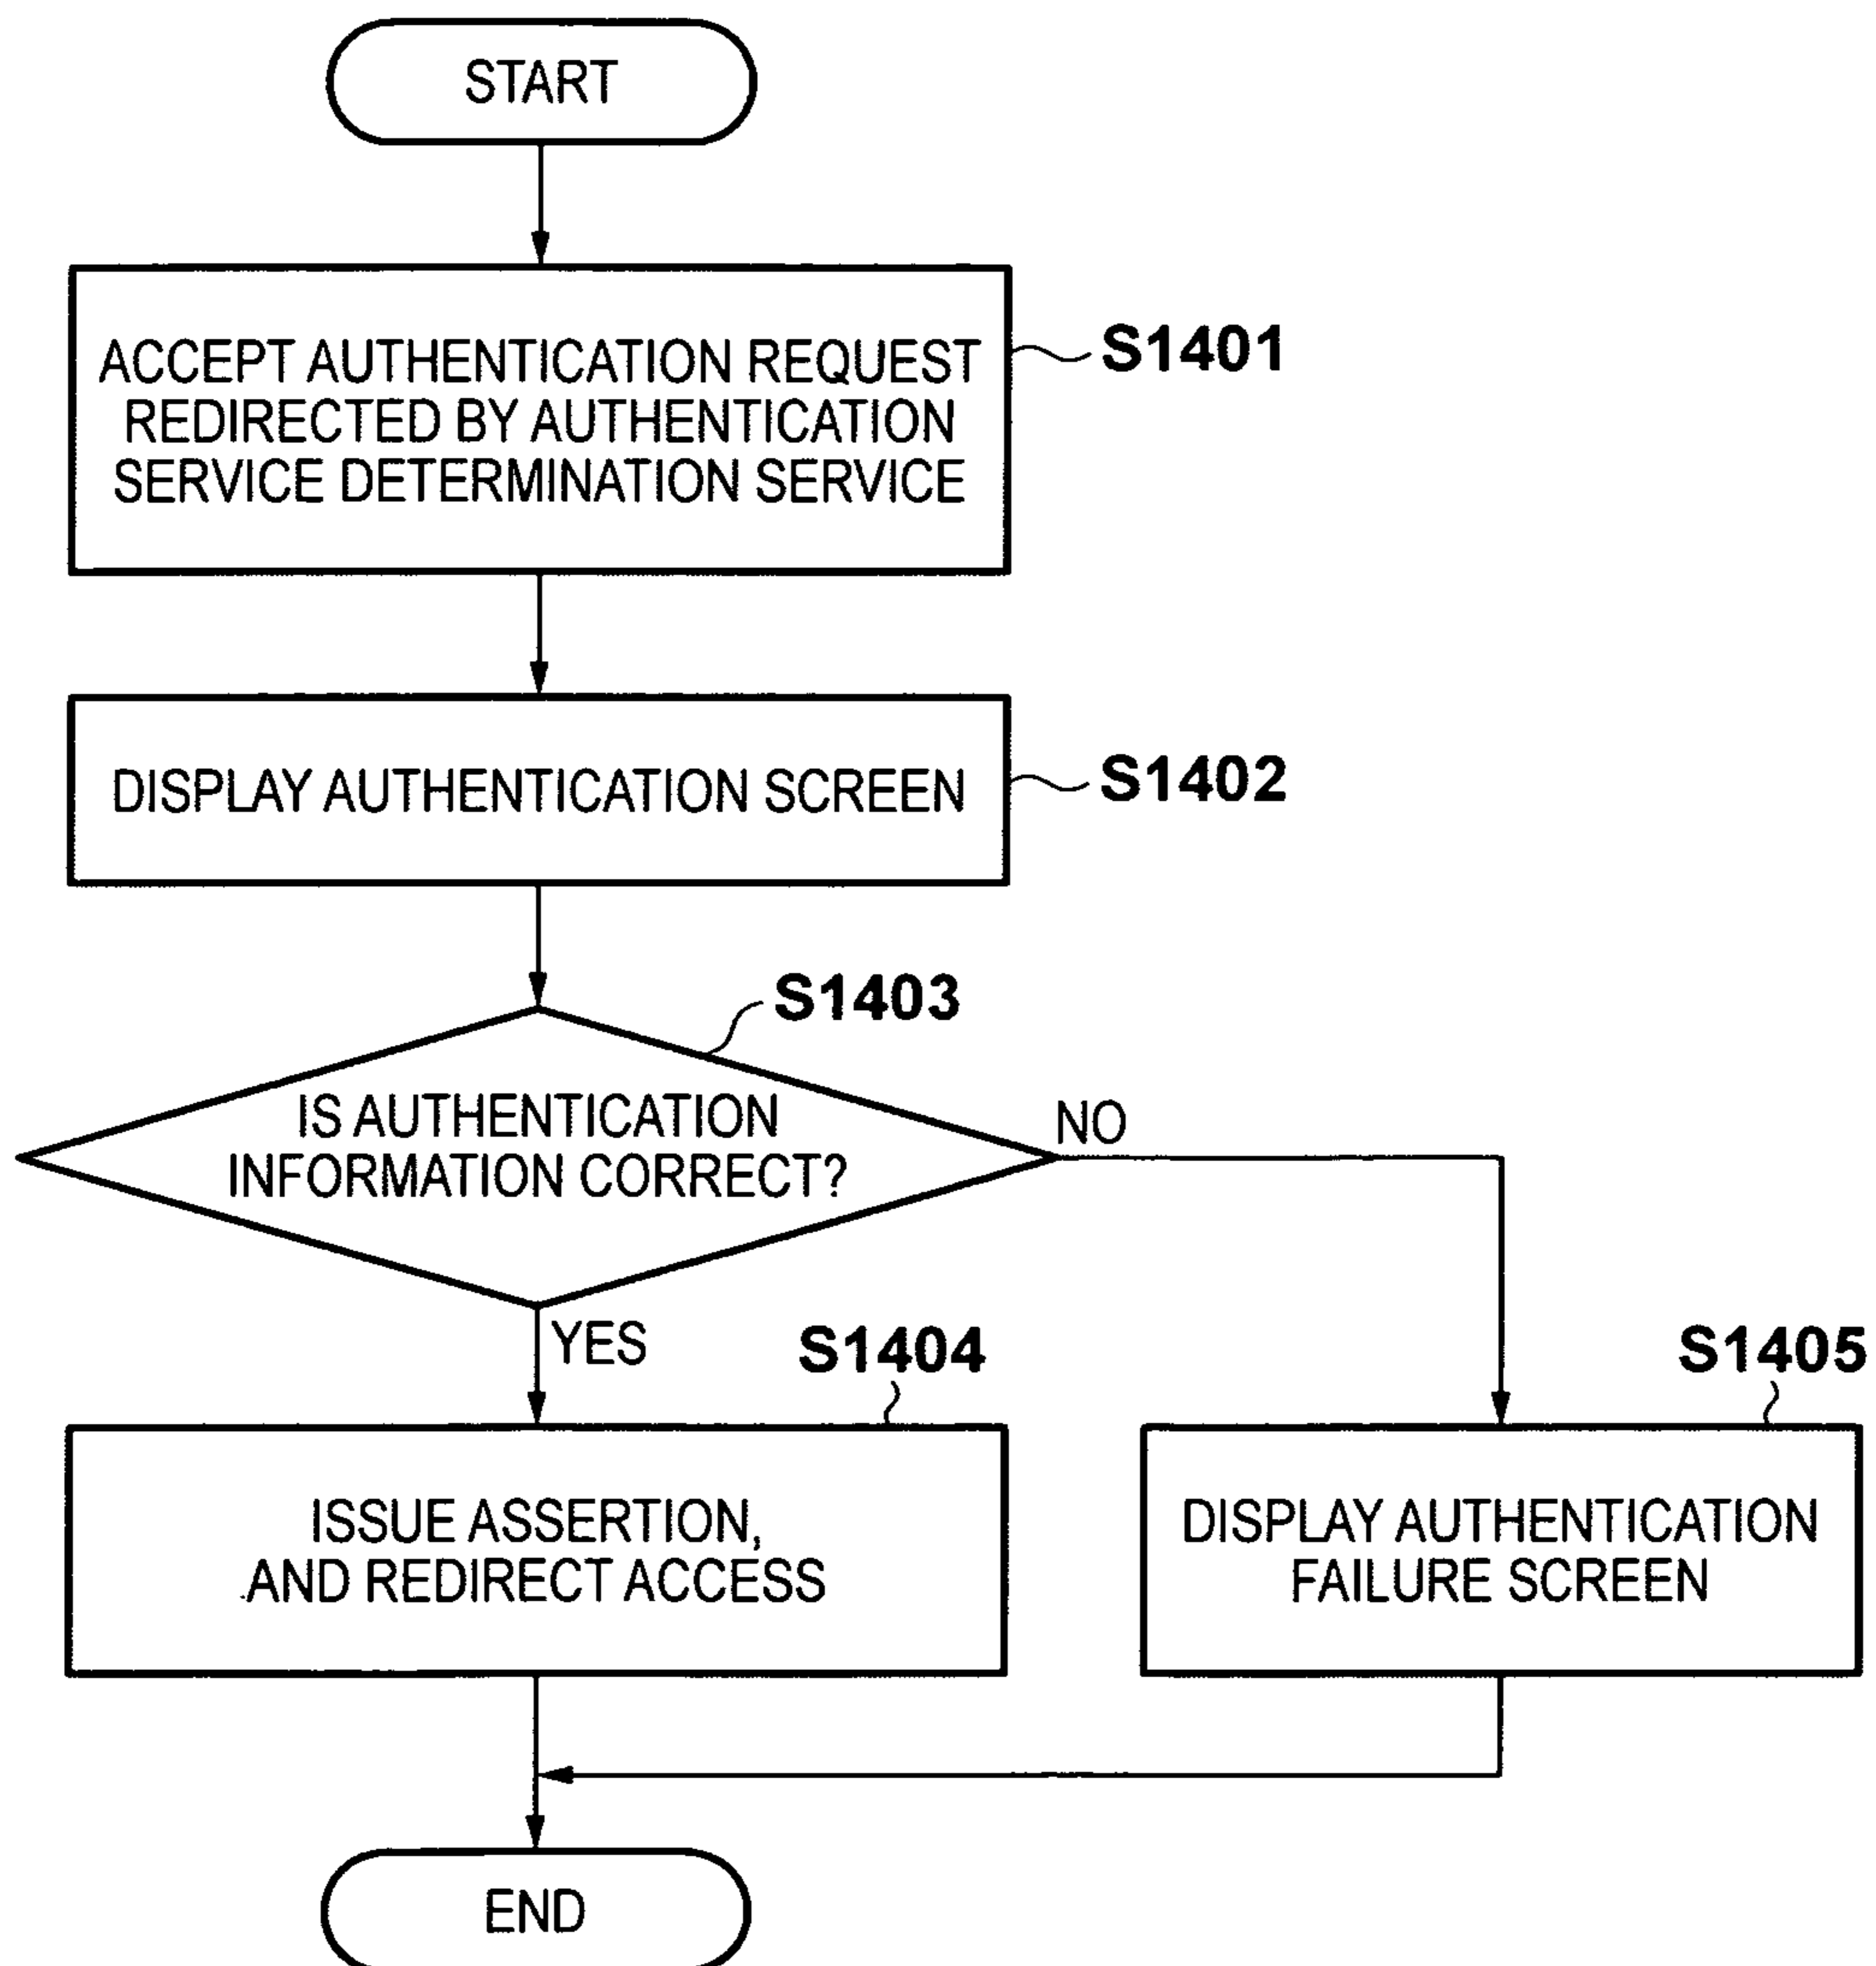 START
ACCEPT AUTHENTICATION REQUEST
REDIRECTED BY AUTHENTICATION
SERVICE DETERMINATION SERVICE
S1401
DISPLAY AUTHENTICATION SCREEN
S1402
S1403
IS AUTHENTICATION
INFORMATION CORRECT?
NO
YES
S1404
S1405
ISSUE ASSERTION,
AND REDIRECT ACCESS
DISPLAY AUTHENTICATION
FAILURE SCREEN
END